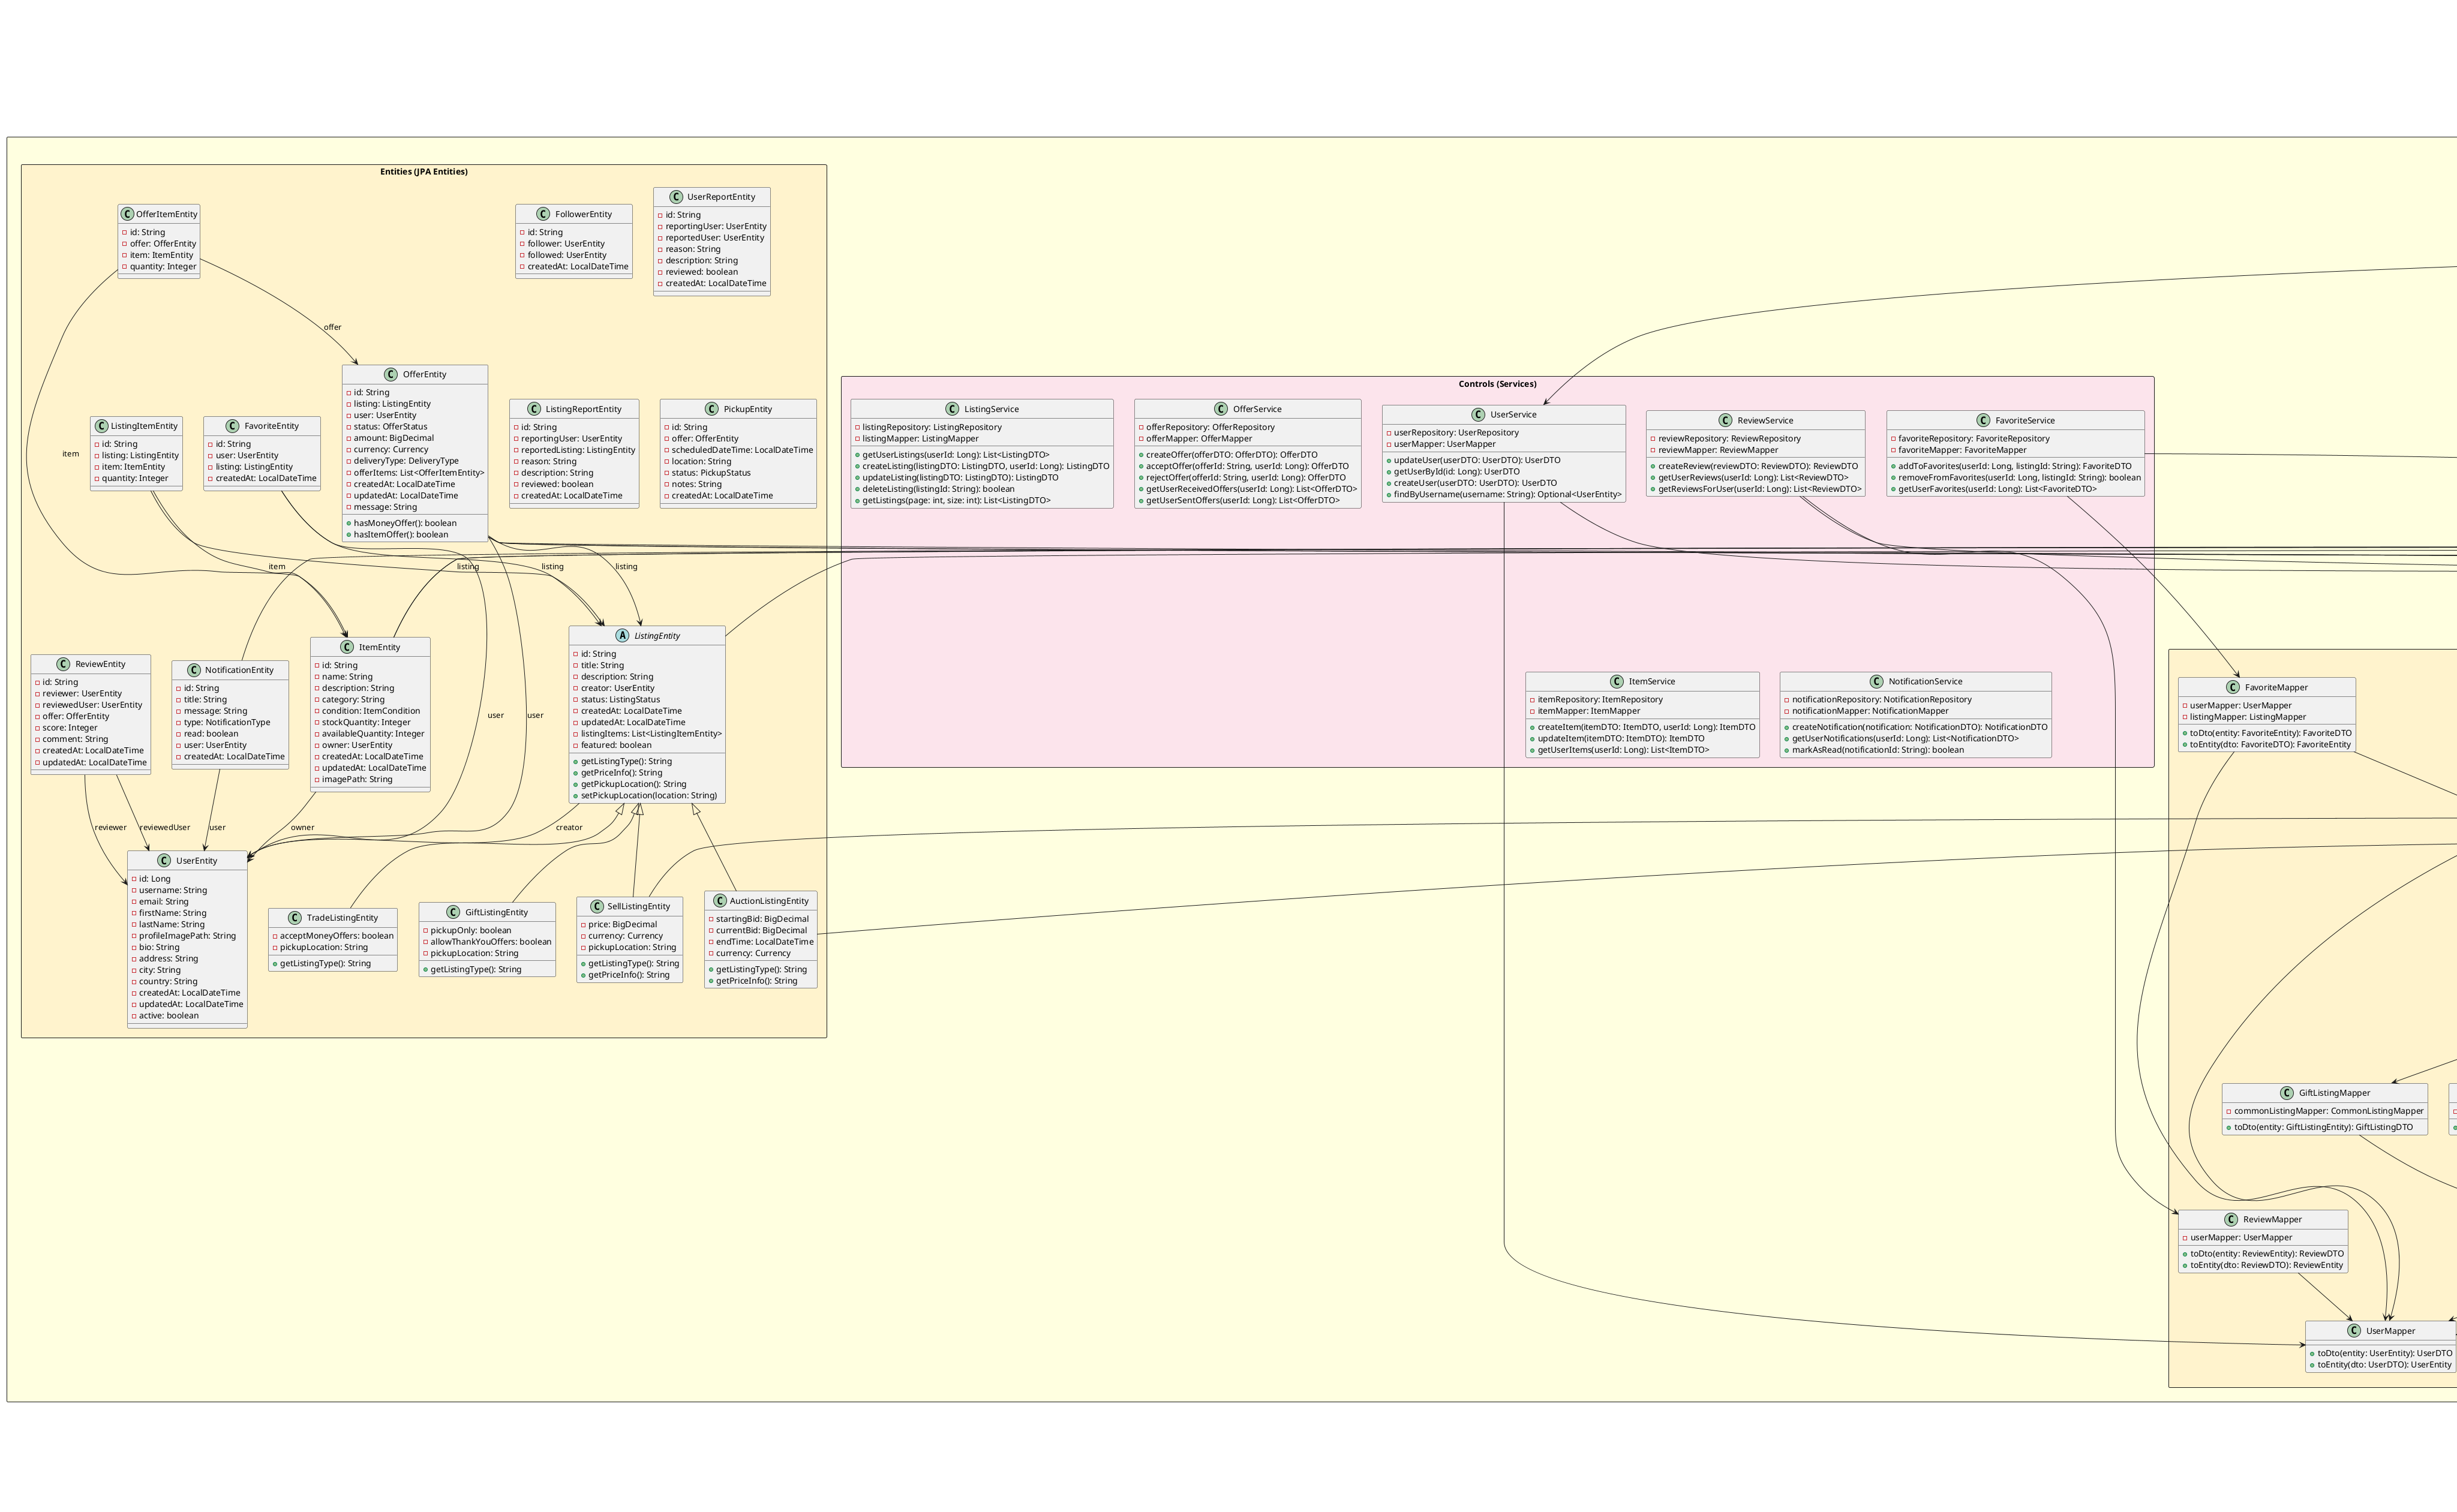 Entities (JPA Entities)
OfferItemEntity
id: String
offer: OfferEntity
item: ItemEntity
quantity: Integer
FollowerEntity
id: String
follower: UserEntity
followed: UserEntity
createdAt: LocalDateTime
UserReportEntity
id: String
reportingUser: UserEntity
reportedUser: UserEntity
reason: String
description: String
reviewed: boolean
createdAt: LocalDateTime
offer
item
OfferEntity
id: String
listing: ListingEntity
user: UserEntity
status: OfferStatus
amount: BigDecimal
currency: Currency
deliveryType: DeliveryType
offerItems: List<OfferItemEntity>
createdAt: LocalDateTime
updatedAt: LocalDateTime
message: String
hasMoneyOffer(): boolean
hasItemOffer(): boolean
ListingItemEntity
id: String
listing: ListingEntity
item: ItemEntity
quantity: Integer
FavoriteEntity
id: String
user: UserEntity
listing: ListingEntity
createdAt: LocalDateTime
ListingReportEntity
id: String
reportingUser: UserEntity
reportedListing: ListingEntity
reason: String
description: String
reviewed: boolean
createdAt: LocalDateTime
PickupEntity
id: String
offer: OfferEntity
scheduledDateTime: LocalDateTime
location: String
status: PickupStatus
notes: String
createdAt: LocalDateTime
item
listing
listing
listing
ReviewEntity
id: String
reviewer: UserEntity
reviewedUser: UserEntity
offer: OfferEntity
score: Integer
comment: String
createdAt: LocalDateTime
updatedAt: LocalDateTime
NotificationEntity
id: String
title: String
message: String
type: NotificationType
read: boolean
user: UserEntity
createdAt: LocalDateTime
ItemEntity
id: String
name: String
description: String
category: String
condition: ItemCondition
stockQuantity: Integer
availableQuantity: Integer
owner: UserEntity
createdAt: LocalDateTime
updatedAt: LocalDateTime
imagePath: String
user
user
ListingEntity
id: String
title: String
description: String
creator: UserEntity
status: ListingStatus
createdAt: LocalDateTime
updatedAt: LocalDateTime
listingItems: List<ListingItemEntity>
featured: boolean
getListingType(): String
getPriceInfo(): String
getPickupLocation(): String
setPickupLocation(location: String)
reviewer
reviewedUser
user
owner
creator
UserEntity
id: Long
username: String
email: String
firstName: String
lastName: String
profileImagePath: String
bio: String
address: String
city: String
country: String
createdAt: LocalDateTime
updatedAt: LocalDateTime
active: boolean
TradeListingEntity
acceptMoneyOffers: boolean
pickupLocation: String
getListingType(): String
GiftListingEntity
pickupOnly: boolean
allowThankYouOffers: boolean
pickupLocation: String
getListingType(): String
SellListingEntity
price: BigDecimal
currency: Currency
pickupLocation: String
getListingType(): String
getPriceInfo(): String
AuctionListingEntity
startingBid: BigDecimal
currentBid: BigDecimal
endTime: LocalDateTime
currency: Currency
getListingType(): String
getPriceInfo(): String
Controls (Services)
ListingService
listingRepository: ListingRepository
listingMapper: ListingMapper
getUserListings(userId: Long): List<ListingDTO>
createListing(listingDTO: ListingDTO, userId: Long): ListingDTO
updateListing(listingDTO: ListingDTO): ListingDTO
deleteListing(listingId: String): boolean
getListings(page: int, size: int): List<ListingDTO>
OfferService
offerRepository: OfferRepository
offerMapper: OfferMapper
createOffer(offerDTO: OfferDTO): OfferDTO
acceptOffer(offerId: String, userId: Long): OfferDTO
rejectOffer(offerId: String, userId: Long): OfferDTO
getUserReceivedOffers(userId: Long): List<OfferDTO>
getUserSentOffers(userId: Long): List<OfferDTO>
UserService
userRepository: UserRepository
userMapper: UserMapper
updateUser(userDTO: UserDTO): UserDTO
getUserById(id: Long): UserDTO
createUser(userDTO: UserDTO): UserDTO
findByUsername(username: String): Optional<UserEntity>
ReviewService
reviewRepository: ReviewRepository
reviewMapper: ReviewMapper
createReview(reviewDTO: ReviewDTO): ReviewDTO
getUserReviews(userId: Long): List<ReviewDTO>
getReviewsForUser(userId: Long): List<ReviewDTO>
FavoriteService
favoriteRepository: FavoriteRepository
favoriteMapper: FavoriteMapper
addToFavorites(userId: Long, listingId: String): FavoriteDTO
removeFromFavorites(userId: Long, listingId: String): boolean
getUserFavorites(userId: Long): List<FavoriteDTO>
ItemService
itemRepository: ItemRepository
itemMapper: ItemMapper
createItem(itemDTO: ItemDTO, userId: Long): ItemDTO
updateItem(itemDTO: ItemDTO): ItemDTO
getUserItems(userId: Long): List<ItemDTO>
NotificationService
notificationRepository: NotificationRepository
notificationMapper: NotificationMapper
createNotification(notification: NotificationDTO): NotificationDTO
getUserNotifications(userId: Long): List<NotificationDTO>
markAsRead(notificationId: String): boolean
FavoriteMapper
userMapper: UserMapper
listingMapper: ListingMapper
toDto(entity: FavoriteEntity): FavoriteDTO
toEntity(dto: FavoriteDTO): FavoriteEntity
GiftListingMapper
commonListingMapper: CommonListingMapper
toDto(entity: GiftListingEntity): GiftListingDTO
ReviewMapper
userMapper: UserMapper
toDto(entity: ReviewEntity): ReviewDTO
toEntity(dto: ReviewDTO): ReviewEntity
UserMapper
toDto(entity: UserEntity): UserDTO
toEntity(dto: UserDTO): UserEntity